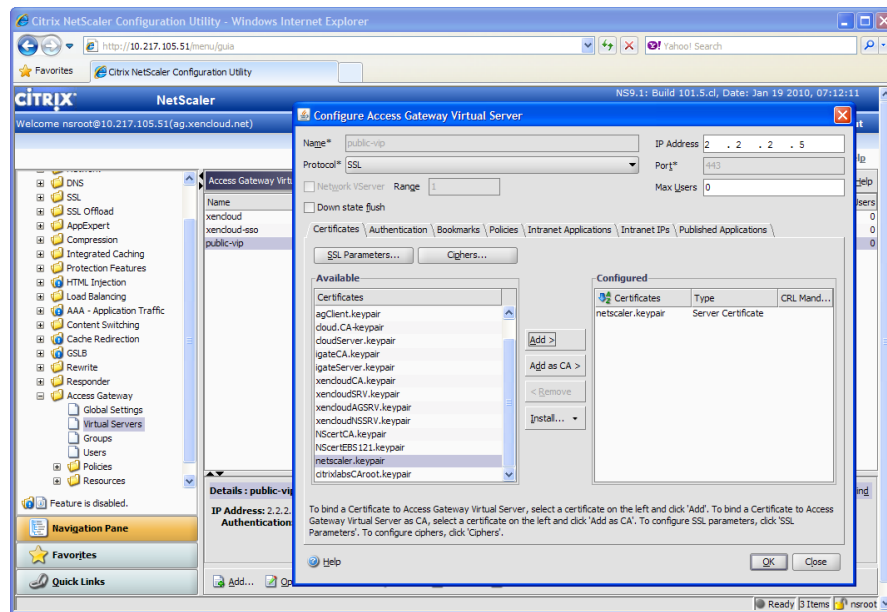 Citrix NetScaler Configuration Utility - Windows Internet Explorer
http://10.217.105.51/menu/guia
Yahoo! Search
Favorites
Citrix NetScaler Configuration Utility
CITRIX NetScaler
NS9.1: Build 101.5.cl, Date: Jan 19 2010, 07:12:11
Welcome nsroot@10.217.105.51(ag.xencloud.net)
DNS
SSL
SSL Offload
AppExpert
Compression
Integrated Caching
Protection Features
HTML Injection
Load Balancing
AAA - Application Traffic
Content Switching
Cache Redirection
GSLB
Rewrite
Responder
Access Gateway
Global Settings
Virtual Servers
Groups
Users
Policies
Resources
Feature is disabled.
Navigation Pane
Favorites
Quick Links
Access Gateway Virtu
Help
Name
Users
xencloud
0
xencloud-sso
0
public-vip
0
Details : public-vip
IP Address: 2.2.2.
Authentication:
Add...
Configure Access Gateway Virtual Server
Name* public-vip
IP Address 2 . 2 . 2 . 5
Protocol* SSL
Port* 443
Network VServer Range 1
Max Users 0
Down state flush
Certificates Authentication Bookmarks Policies Intranet Applications Intranet IPs Published Applications
SSL Parameters... Ciphers...
Available
Certificates
agClient.keypair
cloud.CA-keypair
cloudServer.keypair
igateCA.keypair
igateServer.keypair
xencloudCA.keypair
xencloudSRV.keypair
xencloudAGSRV.keypair
xencloudNSSRV.keypair
NScertCA.keypair
NScertEBS121.keypair
netscaler.keypair
citrixlabsCAroot.keypair
Add >
Add as CA >
< Remove
Install...
Configured
Certificates Type CRL Mand...
netscaler.keypair Server Certificate
To bind a Certificate to Access Gateway Virtual Server, select a certificate on the left and click 'Add'. To bind a Certificate to Access
Gateway Virtual Server as CA, select a certificate on the left and click 'Add as CA'. To configure SSL parameters, click 'SSL
Parameters'. To configure ciphers, click 'Ciphers'.
Help
OK Close
Ready 3 Items nsroot